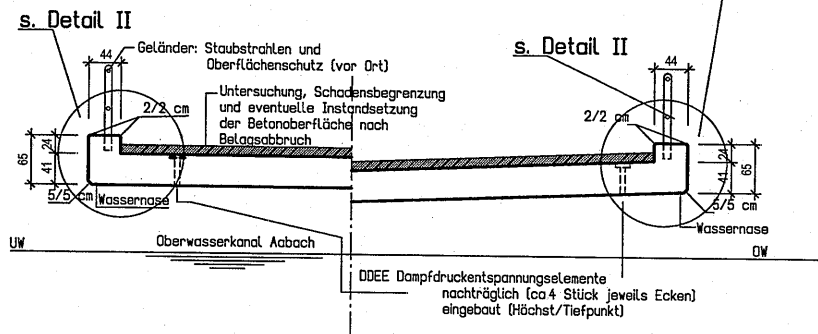 s. Detail II
44
Geländer: Staubstrahlen und
Oberflächenschutz (vor Ort)
s. Detail II
44
Untersuchung, Schadensbegrenzung
und eventuelle Instandsetzung
der Betonoberfläche nach
Belagsabbruch
2/2 cm
2/2 cm
65
24
41
24
41
65
5/5 cm
Wassernase
5/5 cm
Wassernase
UW
Oberwasserkanal Aabach
OW
DDEE Dampfdruckentspannungselemente
nachträglich (ca.4 Stück jeweils Ecken)
eingebaut (Höchst/Tiefpunkt)